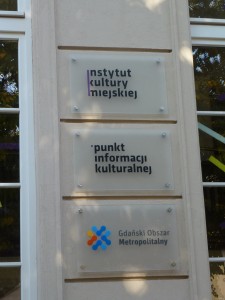 instytut
kultury
miejskiej
punkt
informacji
kulturalnej
Gdański Obszar
Metropolitalny